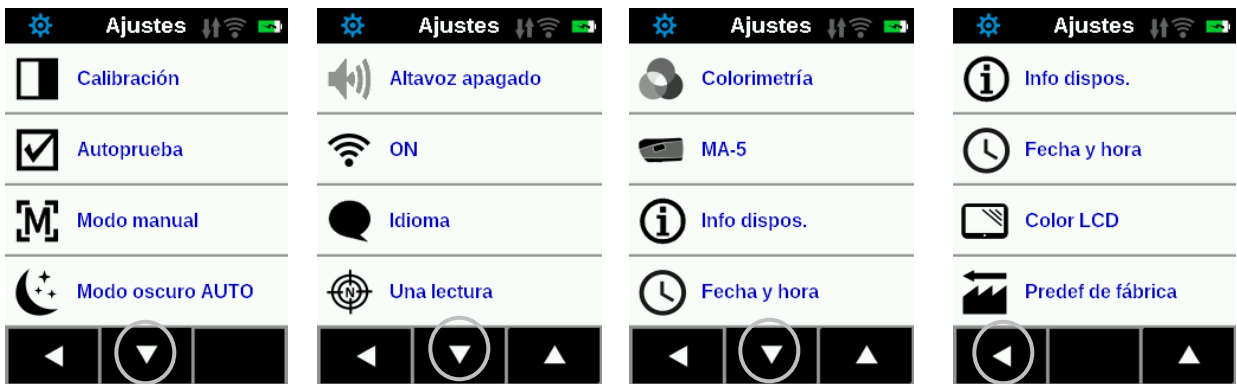 Ajustes
Calibración
Autoprueba
Modo manual
Modo oscuro AUTO
Ajustes
Altavoz apagado
ON
Idioma
Una lectura
Ajustes
Colorimetría
MA-5
Info dispos.
Fecha y hora
Ajustes
Info dispos.
Fecha y hora
Color LCD
Predef de fábrica